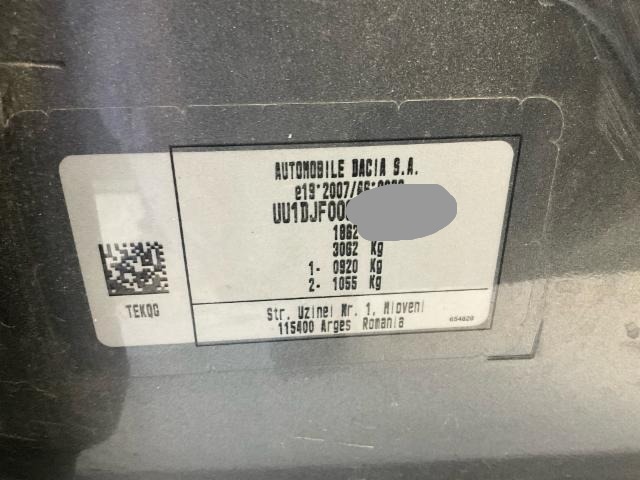 AUTOMOBILE DACIA S.A.
UU1DJF00
1862
3062 Kg
1- 0920 Kg
2- 1055 Kg
TEKQG
Str. Uzinei Nr. 1, Mioveni
115400 Arges Romania
654828